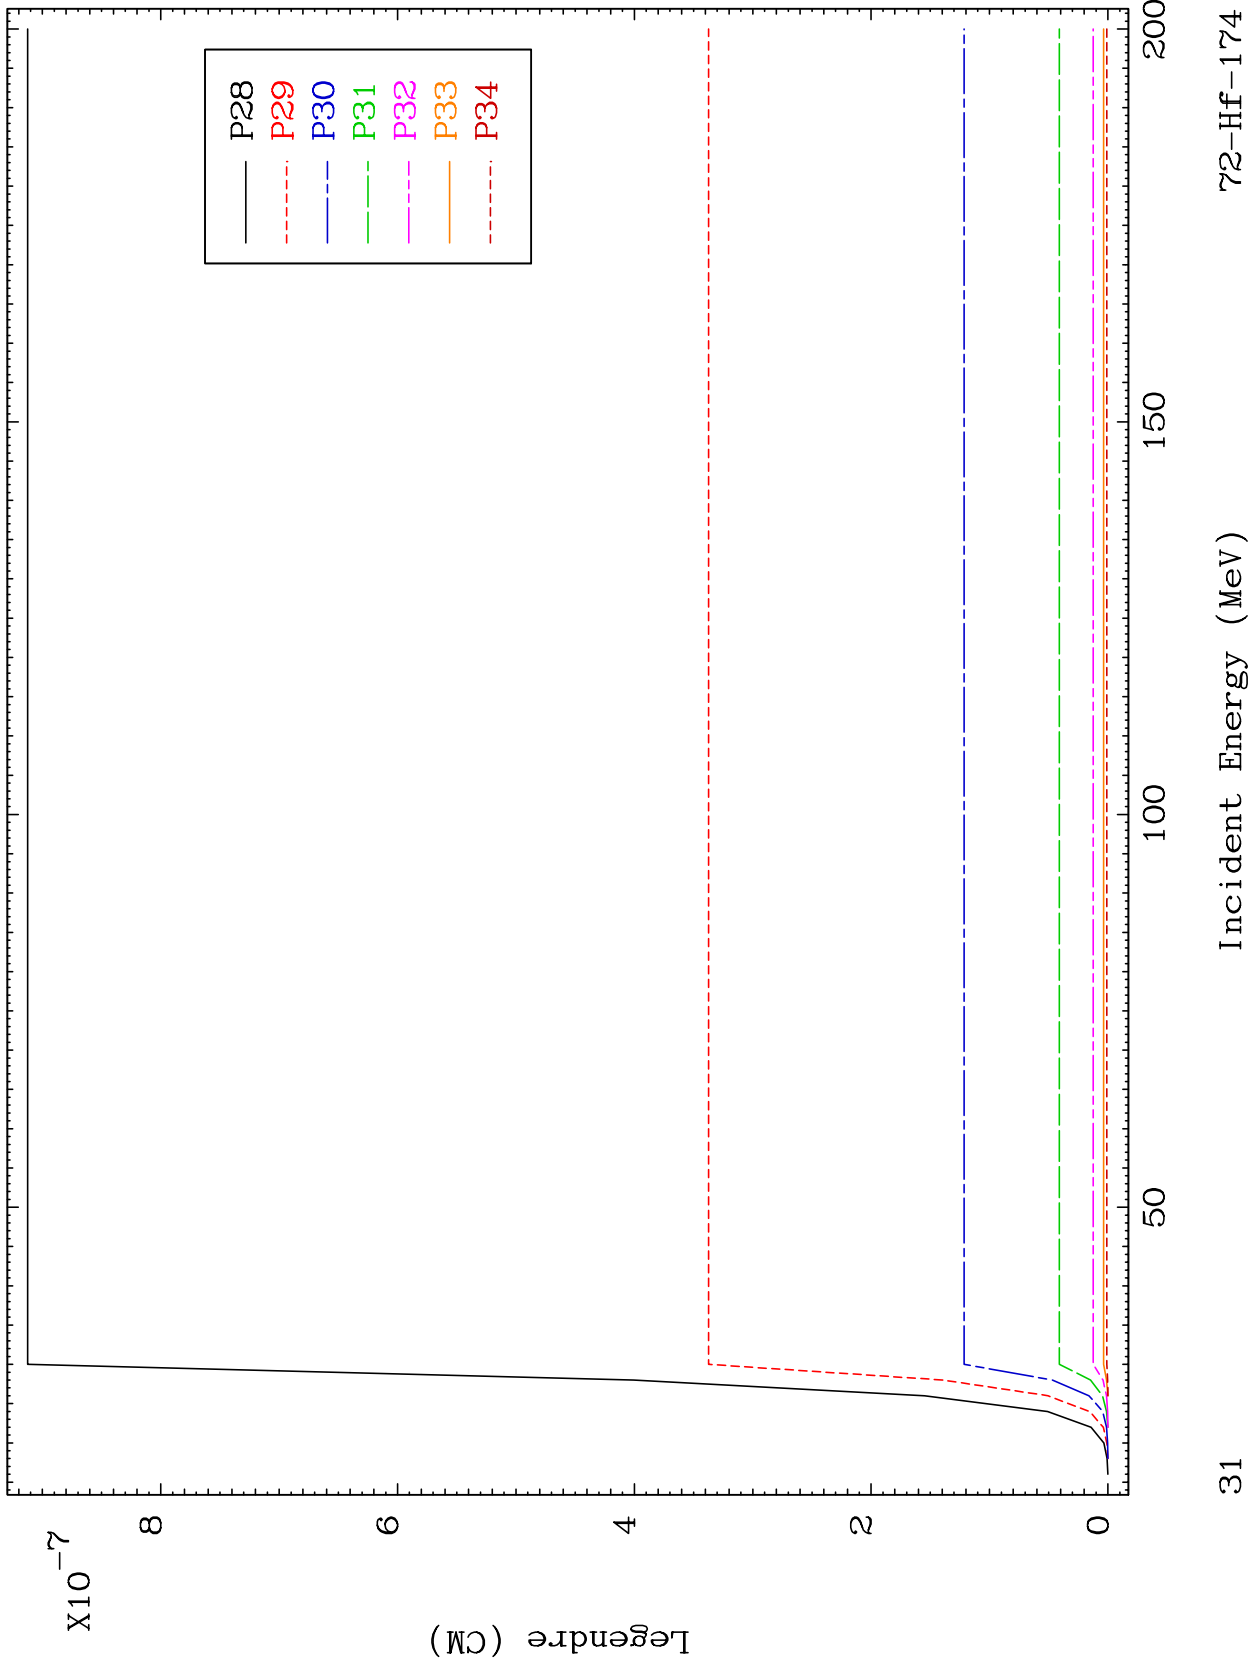 X10-7
8
6
4
2
0
Legendre (CM)
P28
P29
P30
P31
P32
P33
P34
50
100
150
200
31
Incident Energy (MeV)
72-Hf-174